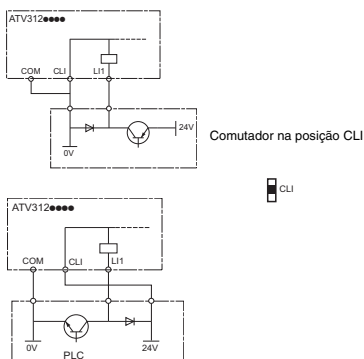 ATV312●●●●
COM CLI LI1
24V
0V
Comutador na posição CLI
CLI
ATV312●●●●
COM CLI LI1
0V 24V
PLC